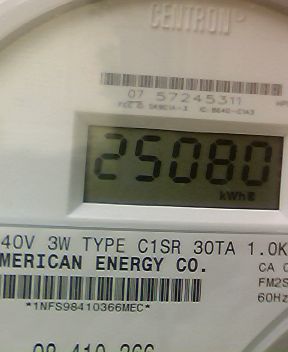 CENTRON
07 57245311
25080
kWh
40V 3W TYPE C1SR 30TA 1.0K
MERICAN ENERGY CO.
CA
FM2S
60Hz
*1NFS98410366MEC*